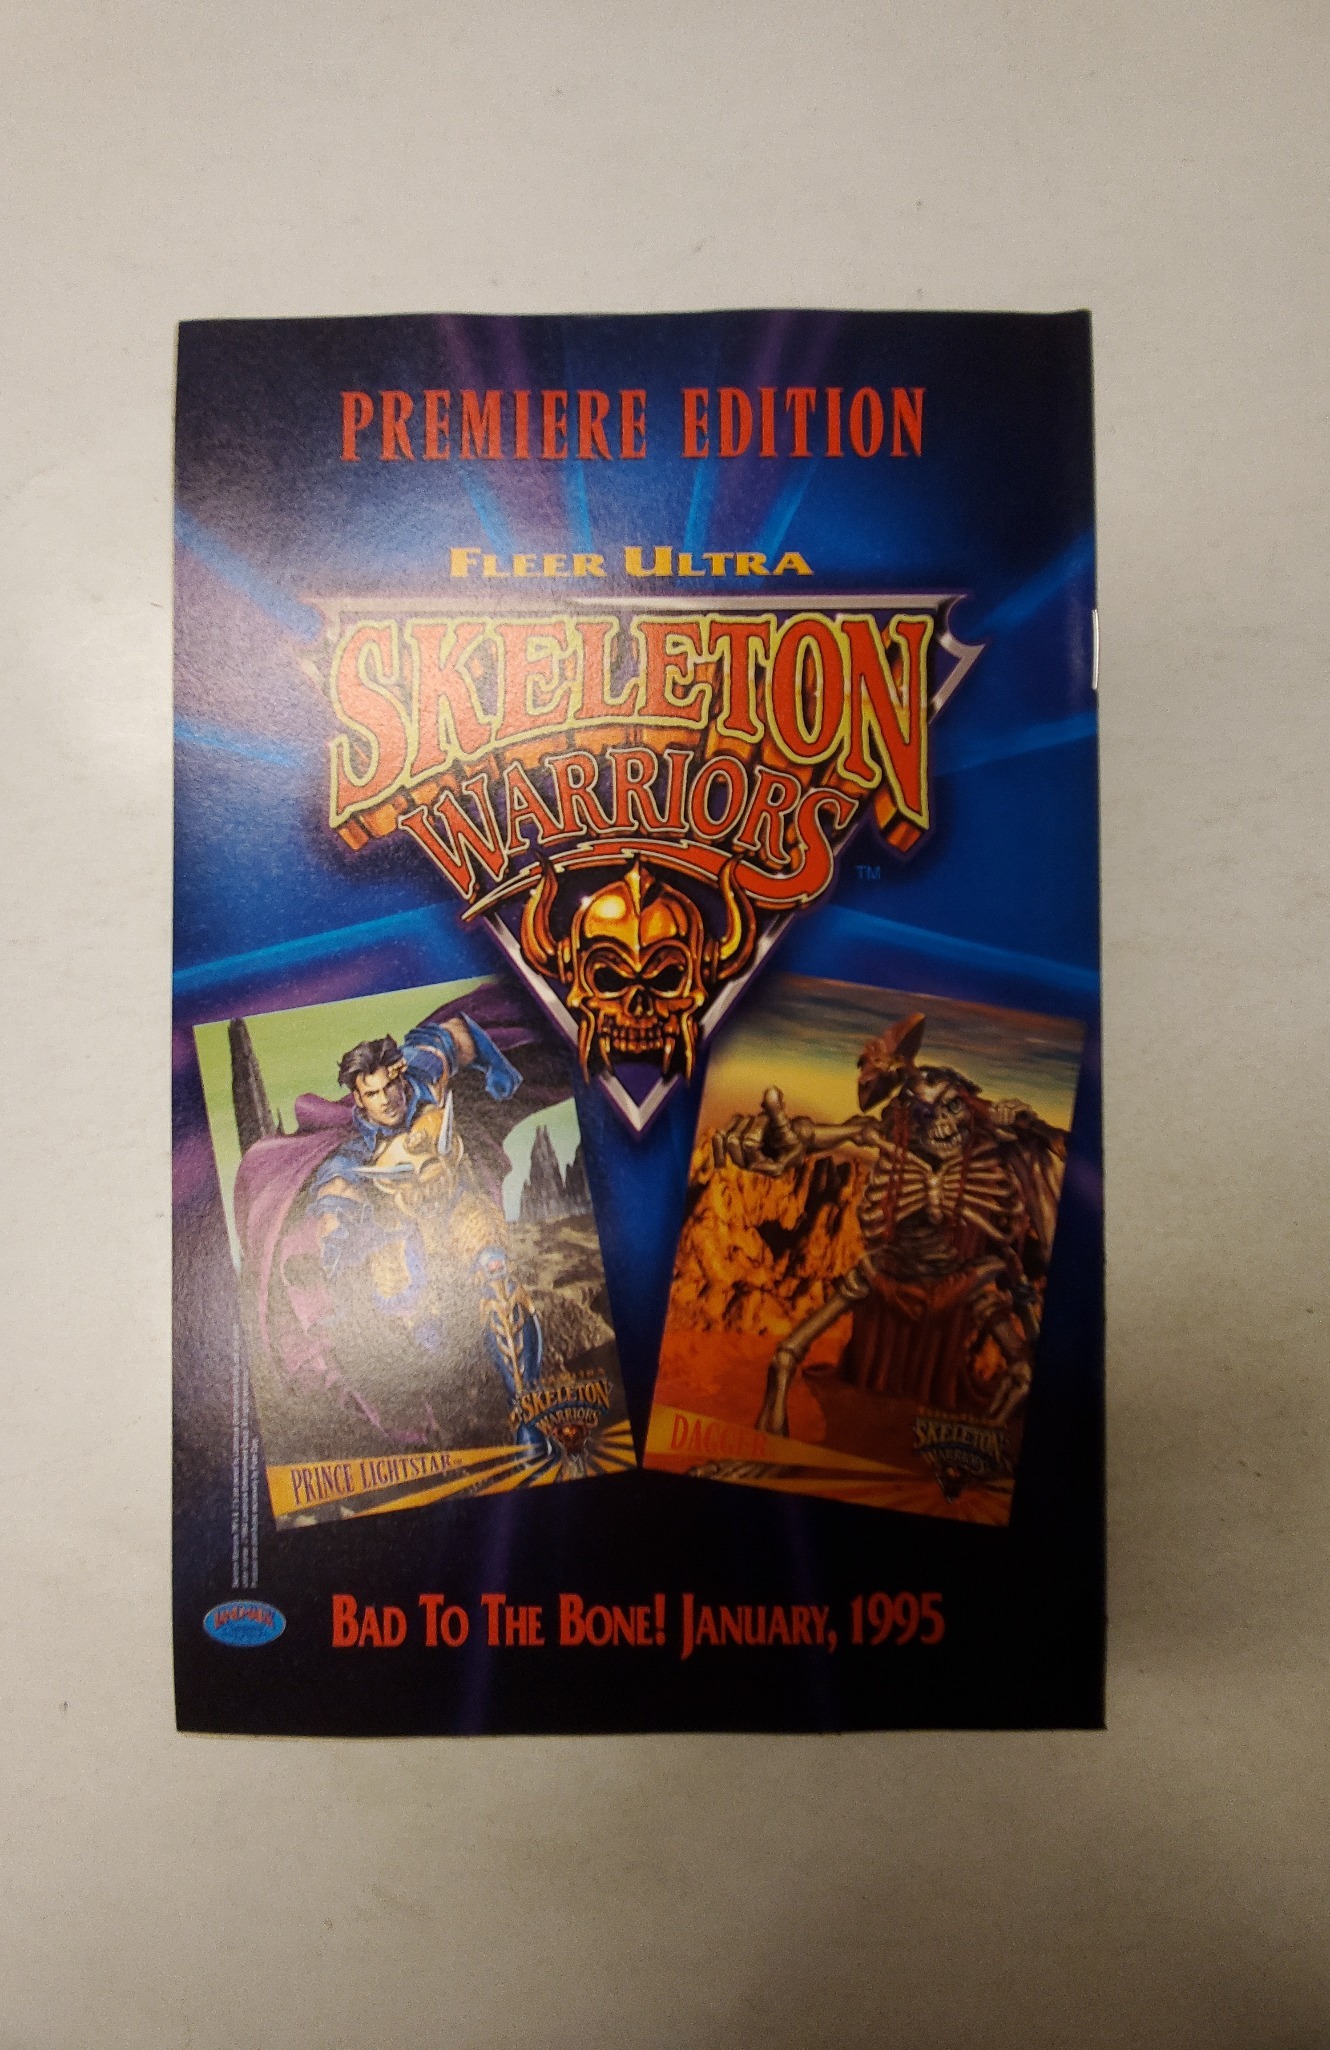 PREMIERE EDITION
FLEER ULTRA
SKELETON
WARRIORS
TM
PRINCE LIGHTSTAR
SKELETON
WARRIORS
DAGGER
SKELETON
WARRIORS
BAD TO THE BONE! JANUARY, 1995